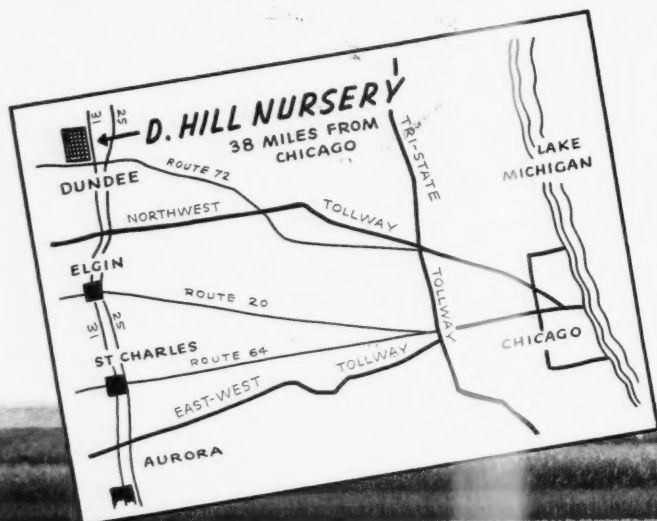 31
25
D. HILL NURSERY
38 MILES FROM
CHICAGO
TRI-STATE
LAKE
MICHIGAN
ROUTE 72
DUNDEE
NORTHWEST
TOLLWAY
ELGIN
ROUTE 20
TOLLWAY
31
25
CHICAGO
ST CHARLES
ROUTE 64
EAST-WEST
TOLLWAY
AURORA